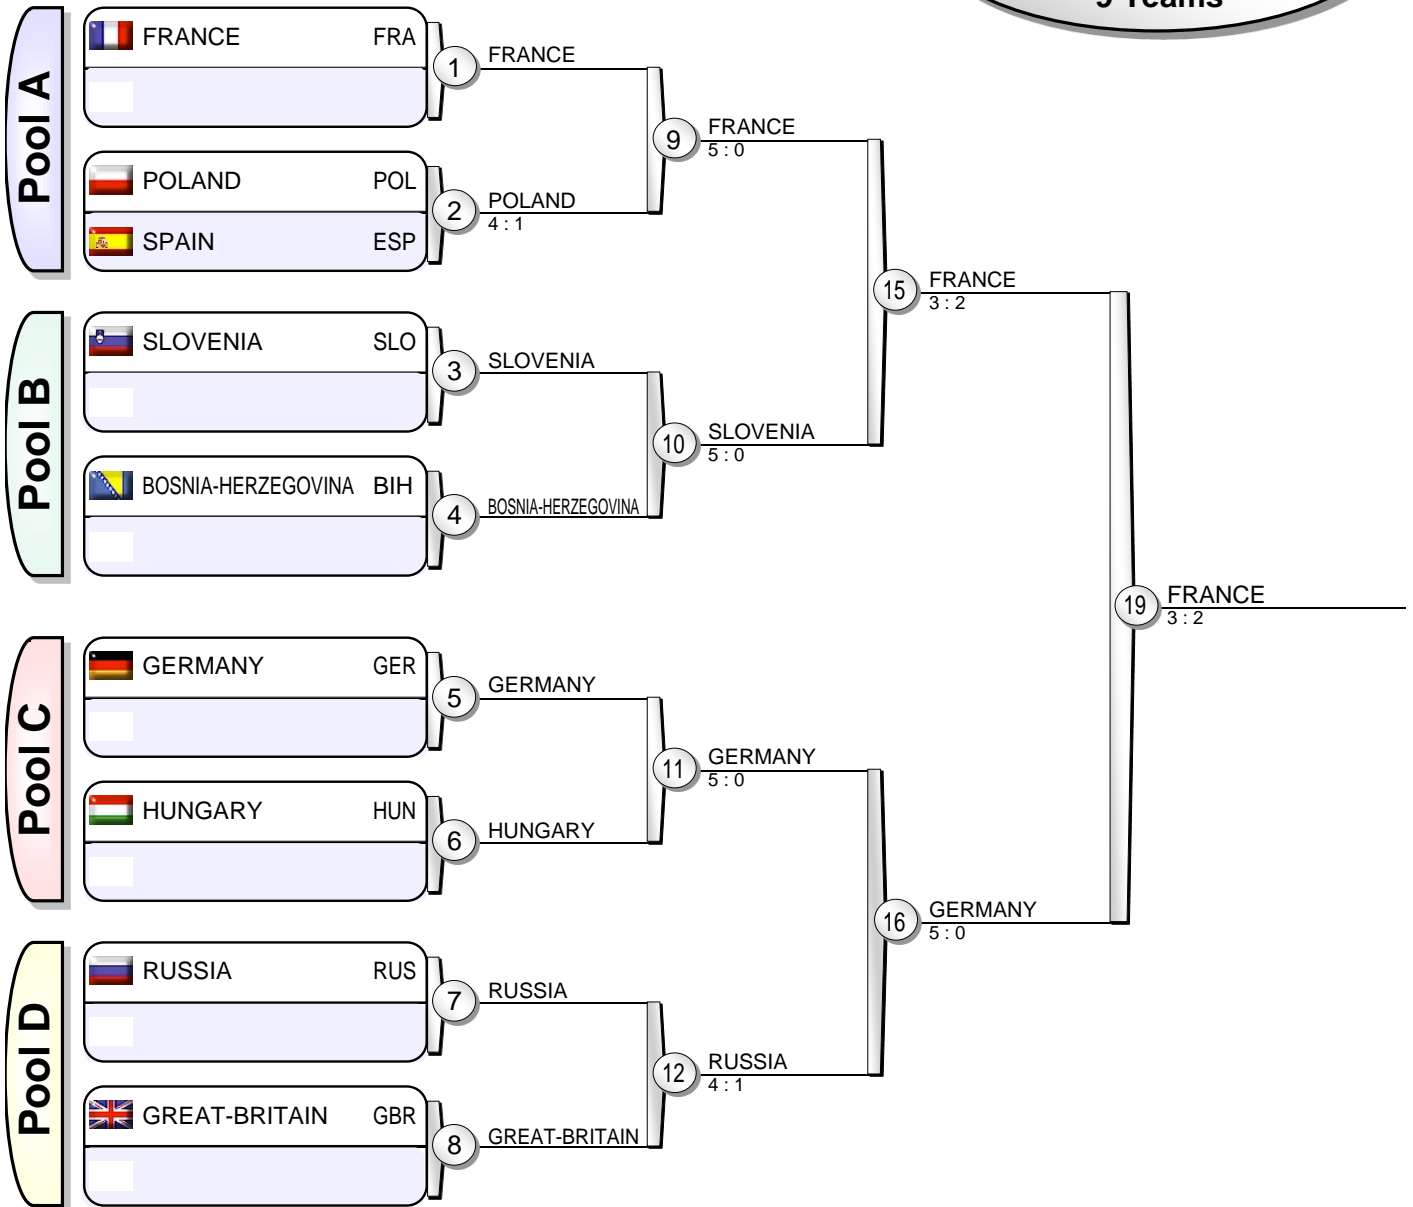 9 Teams
Pool A
FRANCE FRA
1
FRANCE
POLAND POL
SPAIN ESP
2
POLAND
4 : 1
9
FRANCE
5 : 0
Pool B
SLOVENIA SLO
3
SLOVENIA
BOSNIA-HERZEGOVINA BIH
4
BOSNIA-HERZEGOVINA
10
SLOVENIA
5 : 0
15
FRANCE
3 : 2
Pool C
GERMANY GER
5
GERMANY
HUNGARY HUN
6
HUNGARY
11
GERMANY
5 : 0
Pool D
RUSSIA RUS
7
RUSSIA
GREAT-BRITAIN GBR
8
GREAT-BRITAIN
12
RUSSIA
4 : 1
16
GERMANY
5 : 0
19
FRANCE
3 : 2